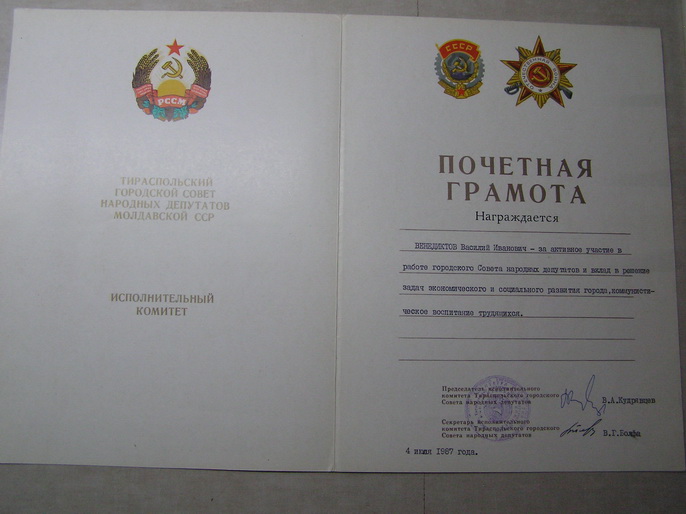 РССМ
ТИРАСПОЛЬСКИЙ
ГОРОДСКОЙ СОВЕТ
НАРОДНЫХ ДЕПУТАТОВ
МОЛДАВСКОЙ ССР
ИСПОЛНИТЕЛЬНЫЙ
КОМИТЕТ
СССР
ПОЧЕТНАЯ
ГРАМОТА
Награждается
ВЕНЕДИКТОВ Василий Иванович - за активное участие в
работе городского Совета народных депутатов и вклад в решение
задач экономического и социального развития города, коммунисти-
ческое воспитание трудящихся.
Председатель исполнительного
комитета Тираспольского городского
Совета народных депутатов
В.А.Кудрявцев
Секретарь исполнительного
комитета Тираспольского городского
Совета народных депутатов
В.Г.Болфа
4 июля 1987 года.